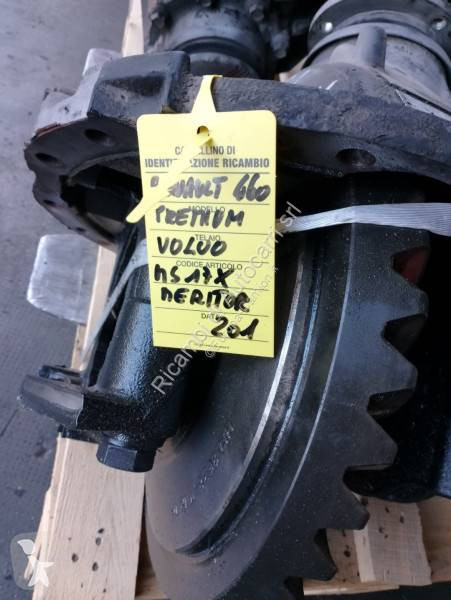 CARTELLINO DI
IDENTIFICAZIONE RICAMBIO
RENAULT 660
MODELLO
PREMIUM
TELAIO
VOLVO
CODICE ARTICOLO
MS17X
MERITOR
DATA
201
Ricambi Autocarri srl